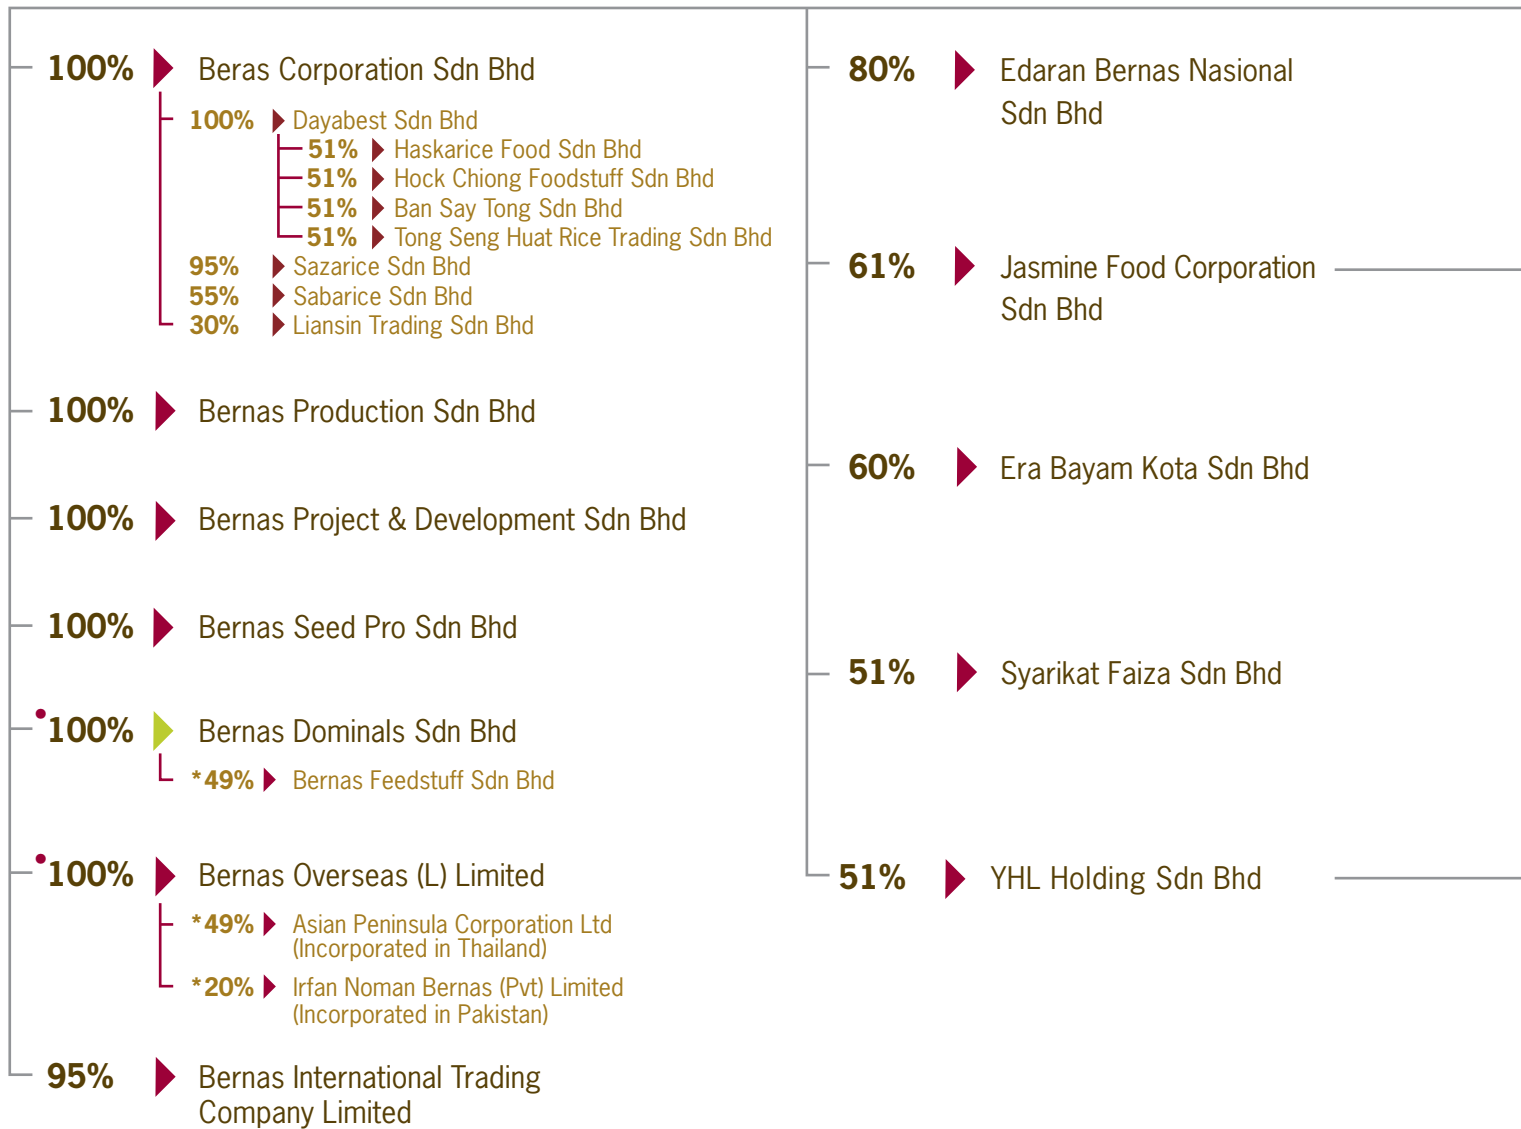 100% Beras Corporation Sdn Bhd
100% Dayabest Sdn Bhd
51% Haskarice Food Sdn Bhd
51% Hock Chiong Foodstuff Sdn Bhd
51% Ban Say Tong Sdn Bhd
51% Tong Seng Huat Rice Trading Sdn Bhd
95% Sazarice Sdn Bhd
55% Sabarice Sdn Bhd
30% Liansin Trading Sdn Bhd
100% Bernas Production Sdn Bhd
100% Bernas Project & Development Sdn Bhd
100% Bernas Seed Pro Sdn Bhd
•100% Bernas Dominals Sdn Bhd
*49% Bernas Feedstuff Sdn Bhd
•100% Bernas Overseas (L) Limited
*49% Asian Peninsula Corporation Ltd
(Incorporated in Thailand)
*20% Irfan Noman Bernas (Pvt) Limited
(Incorporated in Pakistan)
95% Bernas International Trading
Company Limited
80% Edaran Bernas Nasional
Sdn Bhd
61% Jasmine Food Corporation
Sdn Bhd
60% Era Bayam Kota Sdn Bhd
51% Syarikat Faiza Sdn Bhd
51% YHL Holding Sdn Bhd